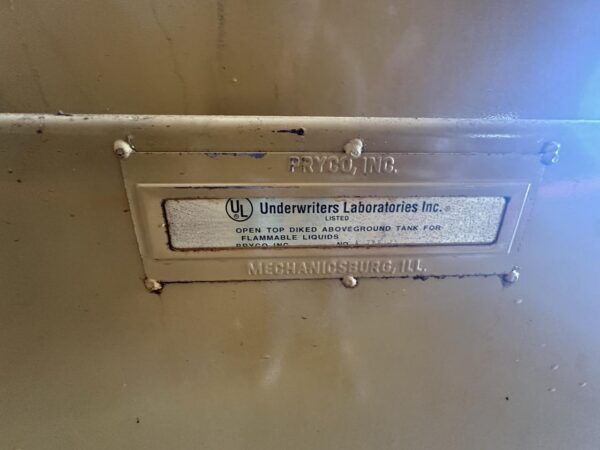 PRYCO, INC.
UL Underwriters Laboratories Inc.®
LISTED
OPEN TOP DIKED ABOVEGROUND TANK FOR
FLAMMABLE LIQUIDS
PRYCO INC NO.
MECHANICSBURG, ILL.